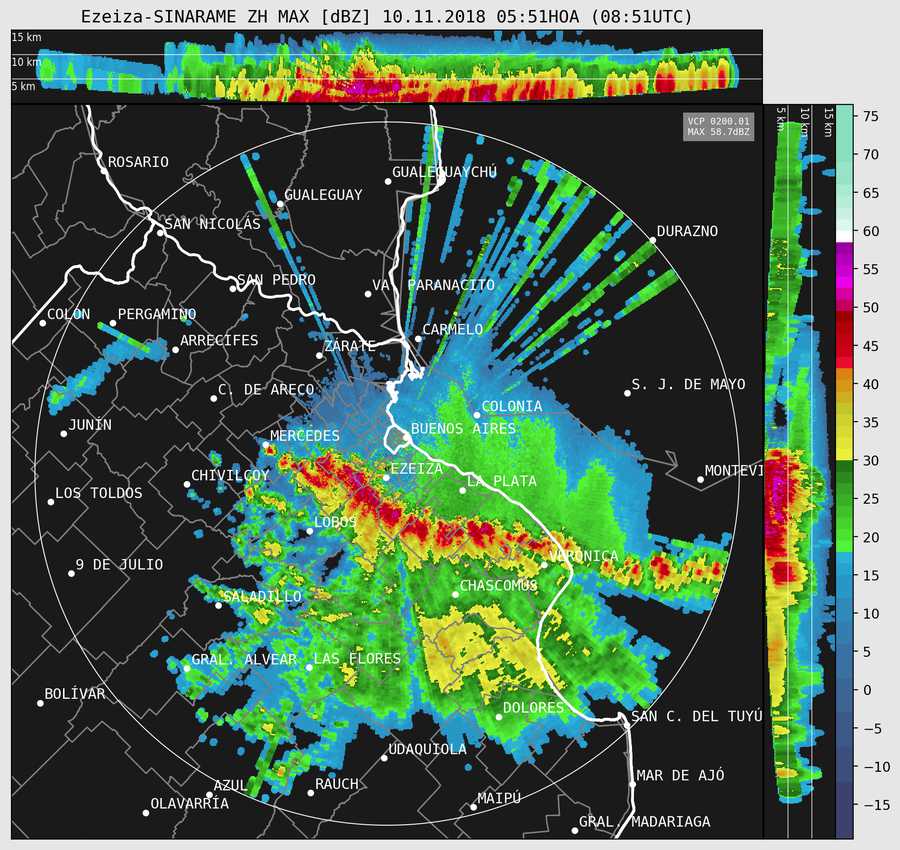 Ezeiza-SINARAME ZH MAX [dBZ] 10.11.2018 05:51HOA (08:51UTC)
15 km
10 km
5 km
5 km
10 km
15 km
VCP 0200.01
MAX 58.7dBZ
ROSARIO
GUALEGUAYCHÚ
GUALEGUAY
SAN NICOLÁS
DURAZNO
SAN PEDRO
VA. PARANACITO
COLÓN
PERGAMINO
CARMELO
ARRECIFES
ZÁRATE
S. J. DE MAYO
C. DE ARECO
COLONIA
JUNÍN
BUENOS AIRES
MERCEDES
EZEIZA
MONTEVI
CHIVILCOY
LA PLATA
LOS TOLDOS
LOBOS
VERÓNICA
9 DE JULIO
CHASCOMÚS
SALADILLO
GRAL. ALVEAR
LAS FLORES
BOLÍVAR
DOLORES
SAN C. DEL TUYÚ
UDAQUIOLA
MAR DE AJÓ
AZUL
RAUCH
OLAVARRÍA
MAIPÚ
GRAL. MADARIAGA
75
70
65
60
55
50
45
40
35
30
25
20
15
10
5
0
−5
−10
−15